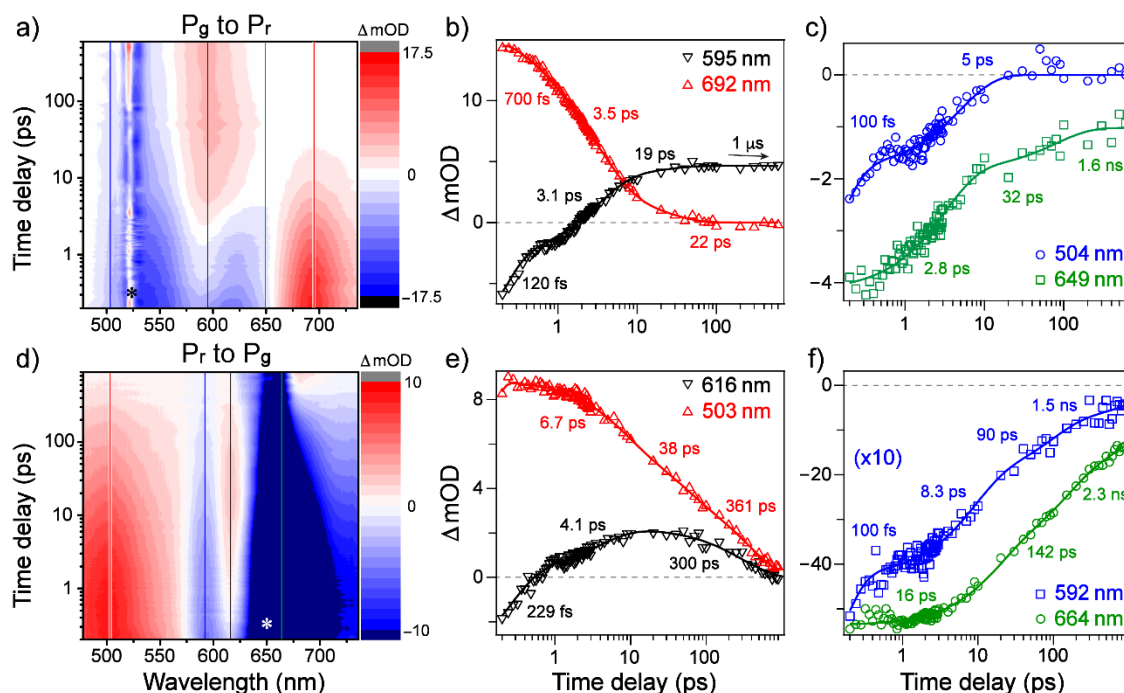 a) Pg to Pr
Δ mOD
17.5
0
−17.5
Time delay (ps)
100
10
1
*
500 550 600 650 700
b)
595 nm
692 nm
700 fs
3.5 ps
19 ps
1 μs
3.1 ps
120 fs
22 ps
Δ mOD
10
0
1 10 100
c)
5 ps
100 fs
1.6 ns
32 ps
2.8 ps
504 nm
649 nm
0
−2
−4
1 10 100
d) Pr to Pg
Δ mOD
10
0
−10
Time delay (ps)
100
10
1
*
500 550 600 650 700
Wavelength (nm)
e)
616 nm
503 nm
6.7 ps
38 ps
361 ps
4.1 ps
300 ps
229 fs
Δ mOD
8
4
0
1 10 100
Time delay (ps)
f)
1.5 ns
90 ps
(x10)
8.3 ps
100 fs
2.3 ns
142 ps
16 ps
592 nm
664 nm
0
−20
−40
1 10 100
Time delay (ps)